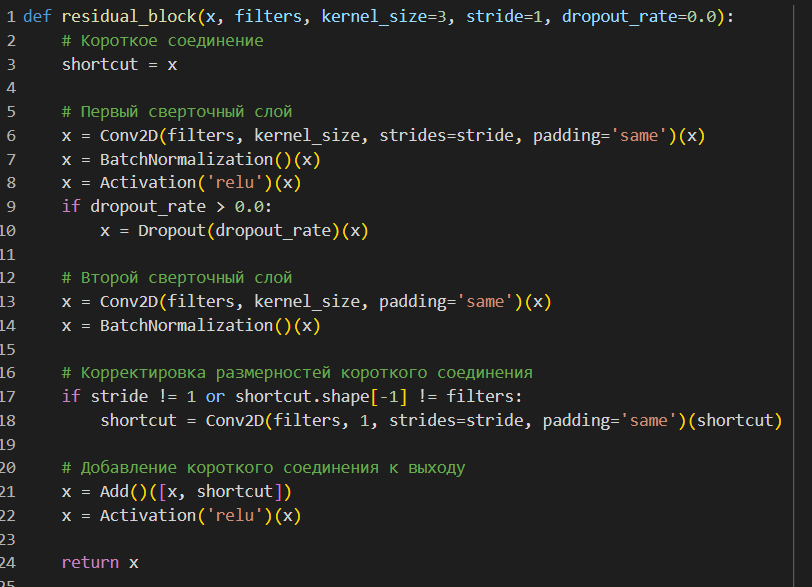 1 def residual_block(x, filters, kernel_size=3, stride=1, dropout_rate=0.0):
2     # Короткое соединение
3     shortcut = x
4
5     # Первый сверточный слой
6     x = Conv2D(filters, kernel_size, strides=stride, padding='same')(x)
7     x = BatchNormalization()(x)
8     x = Activation('relu')(x)
9     if dropout_rate > 0.0:
10         x = Dropout(dropout_rate)(x)
11
12     # Второй сверточный слой
13     x = Conv2D(filters, kernel_size, padding='same')(x)
14     x = BatchNormalization()(x)
15
16     # Корректировка размерностей короткого соединения
17     if stride != 1 or shortcut.shape[-1] != filters:
18         shortcut = Conv2D(filters, 1, strides=stride, padding='same')(shortcut)
19
20     # Добавление короткого соединения к выходу
21     x = Add()([x, shortcut])
22     x = Activation('relu')(x)
23
24     return x
25